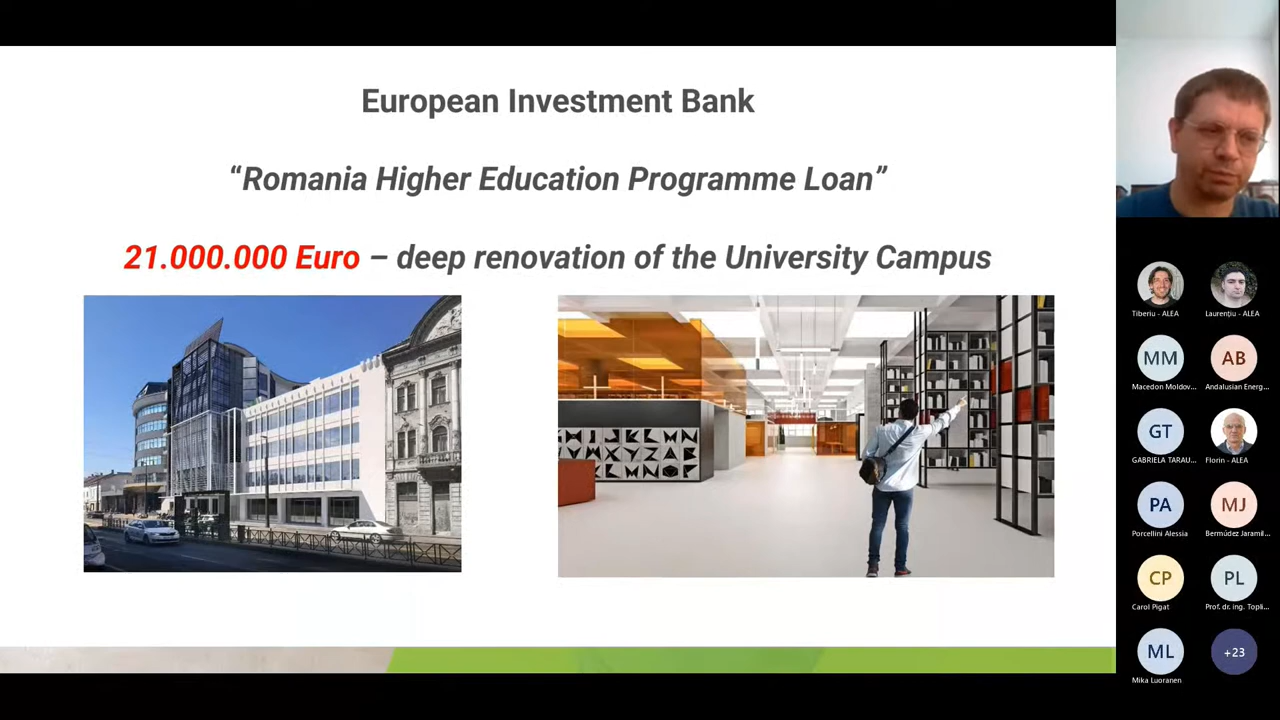 European Investment Bank
“Romania Higher Education Programme Loan”
21.000.000 Euro – deep renovation of the University Campus
Tiberiu - ALEA
Laurențiu - ALEA
MM
AB
Macedon Moldov...
Andalusian Energ...
GT
GABRIELA TARAU...
Florin - ALEA
PA
MJ
Porcellini Alessia
Bermúdez Jaramil...
CP
PL
Carol Pigat
Prof. dr. ing. Topli...
ML
+23
Mika Luoranen